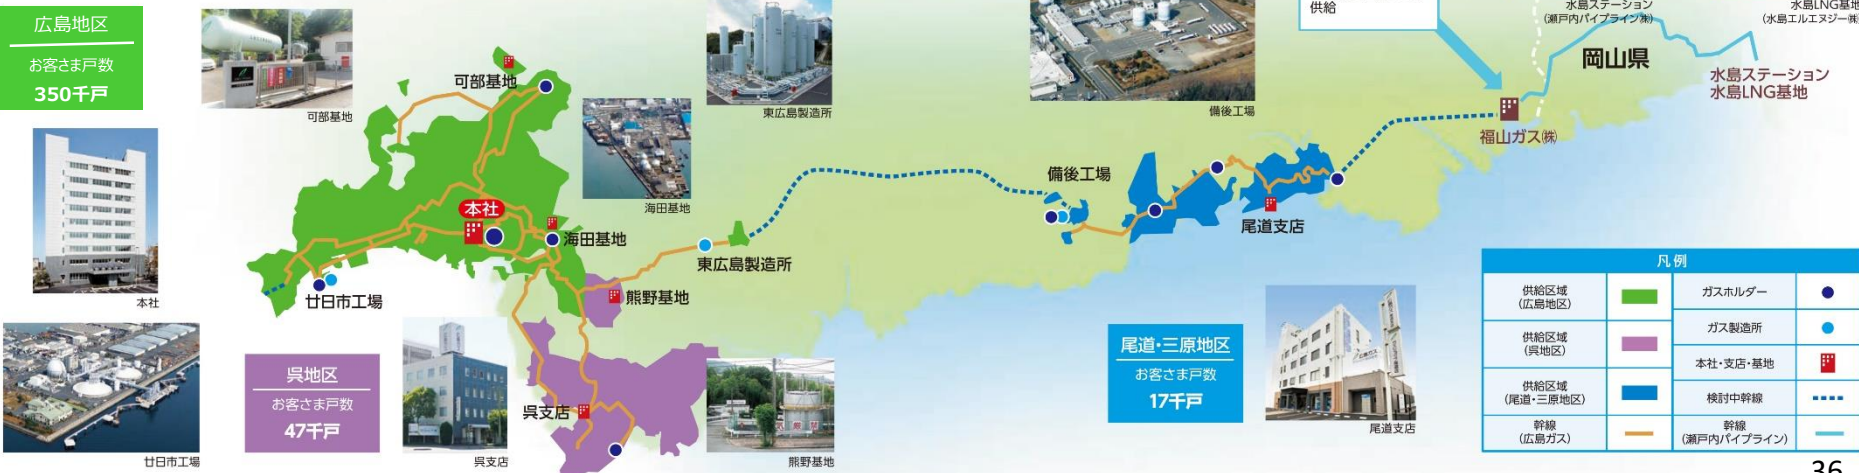 広島地区
お客さま戸数
350千戸
可部基地
可部基地
東広島製造所
海田基地
備後工場
供給
水島ステーション
(瀬戸内パイプライン㈱)
水島LNG基地
(水島エルエヌジー㈱)
岡山県
水島ステーション
水島LNG基地
福山ガス㈱
本社
本社
海田基地
東広島製造所
備後工場
尾道支店
廿日市工場
熊野基地
廿日市工場
呉地区
お客さま戸数
47千戸
呉支店
呉支店
熊野基地
尾道・三原地区
お客さま戸数
17千戸
尾道支店
凡例
供給区域
(広島地区)
ガスホルダー
供給区域
(呉地区)
ガス製造所
本社・支店・基地
供給区域
(尾道・三原地区)
検討中幹線
幹線
(広島ガス)
幹線
(瀬戸内パイプライン)
36